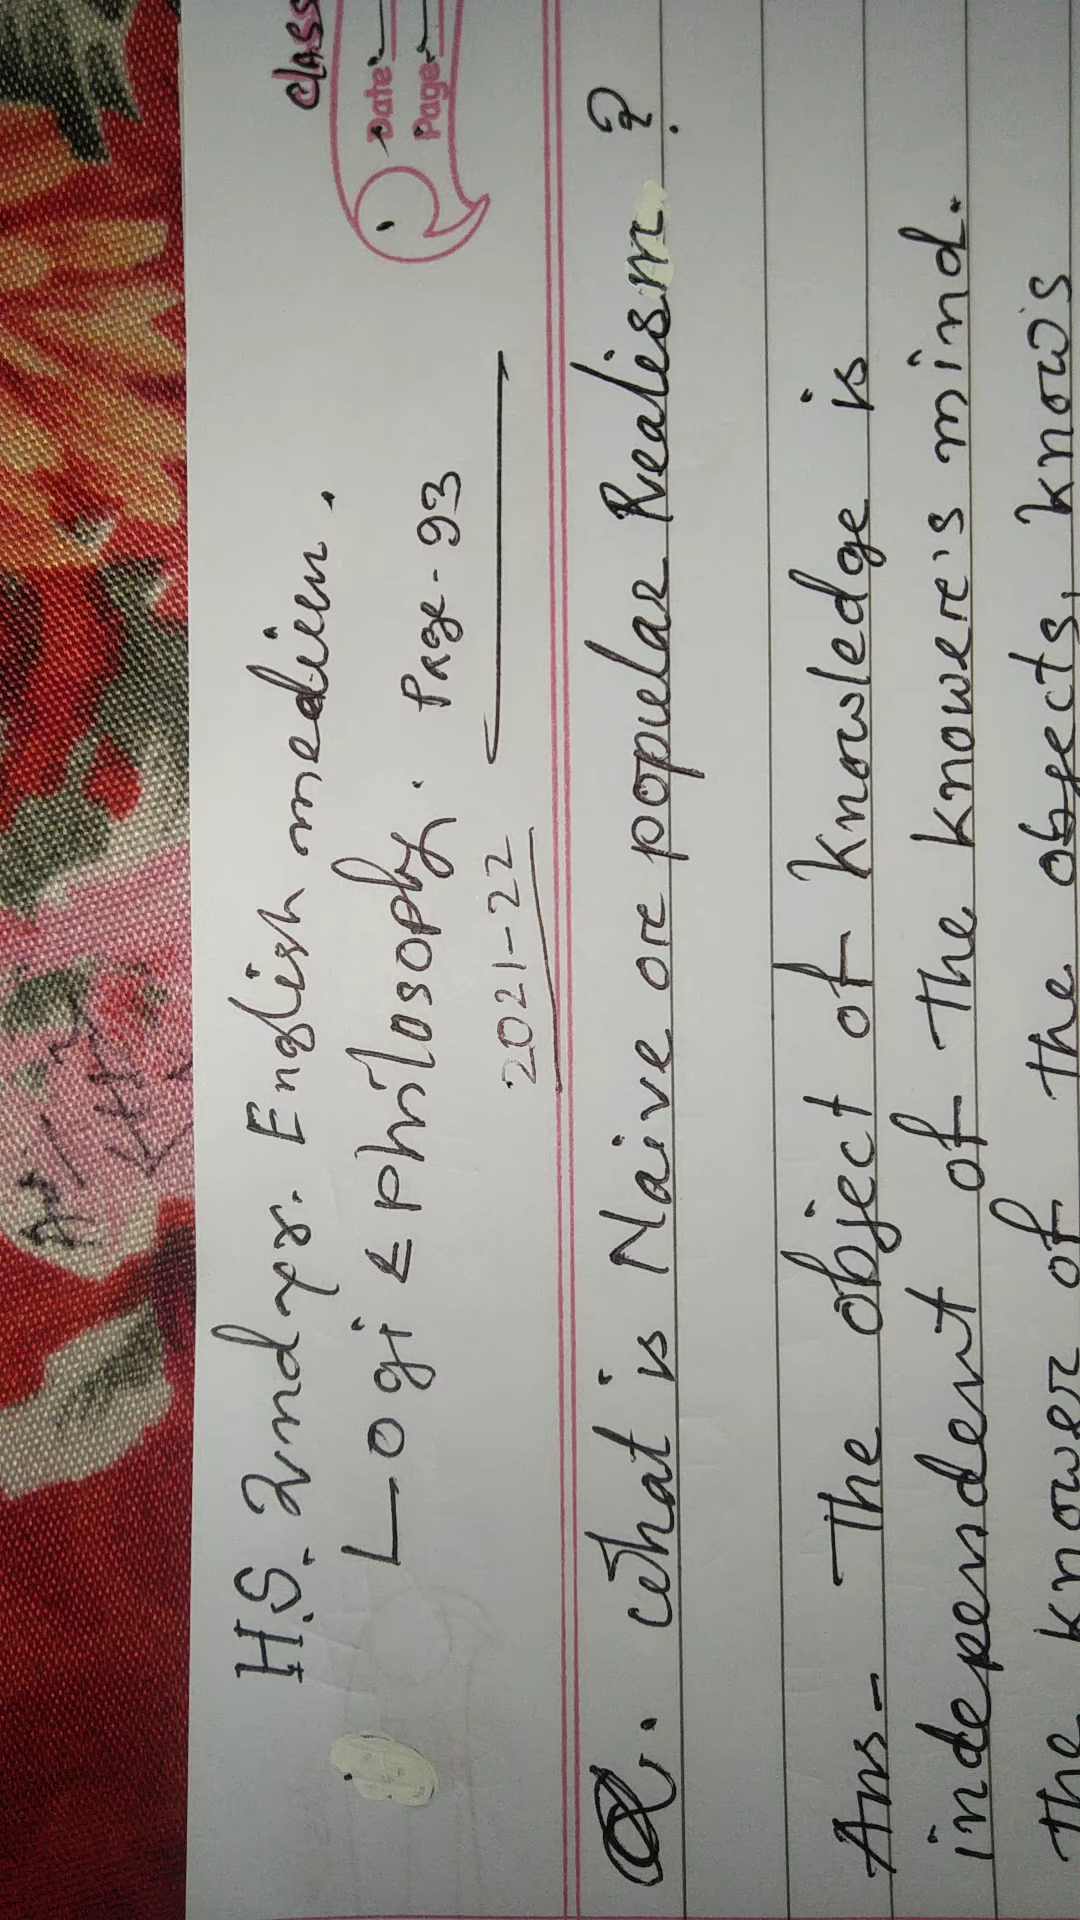 CLASS
Date
Page
H.S. 2nd yr. English medium.
Logic & philosophy. Page-93
2021-22
Q. What is Naive or popular Realism ?
Ans- The object of knowledge is
independent of the knower's mind.
The knower of the objects, knows